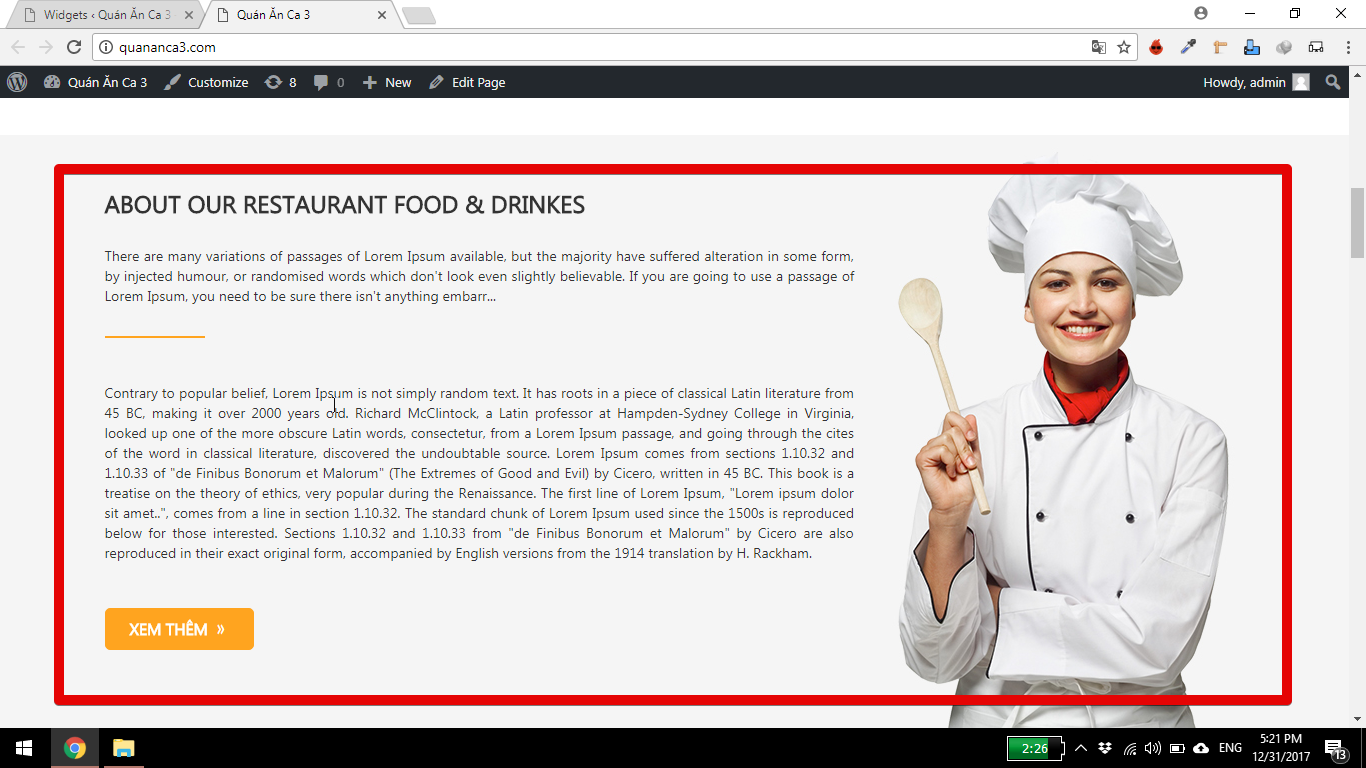 Widgets ‹ Quán Ăn Ca 3
Quán Ăn Ca 3
quananca3.com
Quán Ăn Ca 3 Customize 8 0 New Edit Page Howdy, admin
ABOUT OUR RESTAURANT FOOD & DRINKES
There are many variations of passages of Lorem Ipsum available, but the majority have suffered alteration in some form,
by injected humour, or randomised words which don't look even slightly believable. If you are going to use a passage of
Lorem Ipsum, you need to be sure there isn't anything embarr...
Contrary to popular belief, Lorem Ipsum is not simply random text. It has roots in a piece of classical Latin literature from
45 BC, making it over 2000 years old. Richard McClintock, a Latin professor at Hampden-Sydney College in Virginia,
looked up one of the more obscure Latin words, consectetur, from a Lorem Ipsum passage, and going through the cites
of the word in classical literature, discovered the undoubtable source. Lorem Ipsum comes from sections 1.10.32 and
1.10.33 of "de Finibus Bonorum et Malorum" (The Extremes of Good and Evil) by Cicero, written in 45 BC. This book is a
treatise on the theory of ethics, very popular during the Renaissance. The first line of Lorem Ipsum, "Lorem ipsum dolor
sit amet..", comes from a line in section 1.10.32. The standard chunk of Lorem Ipsum used since the 1500s is reproduced
below for those interested. Sections 1.10.32 and 1.10.33 from "de Finibus Bonorum et Malorum" by Cicero are also
reproduced in their exact original form, accompanied by English versions from the 1914 translation by H. Rackham.
XEM THÊM »
2:26 ENG 5:21 PM
12/31/2017 13